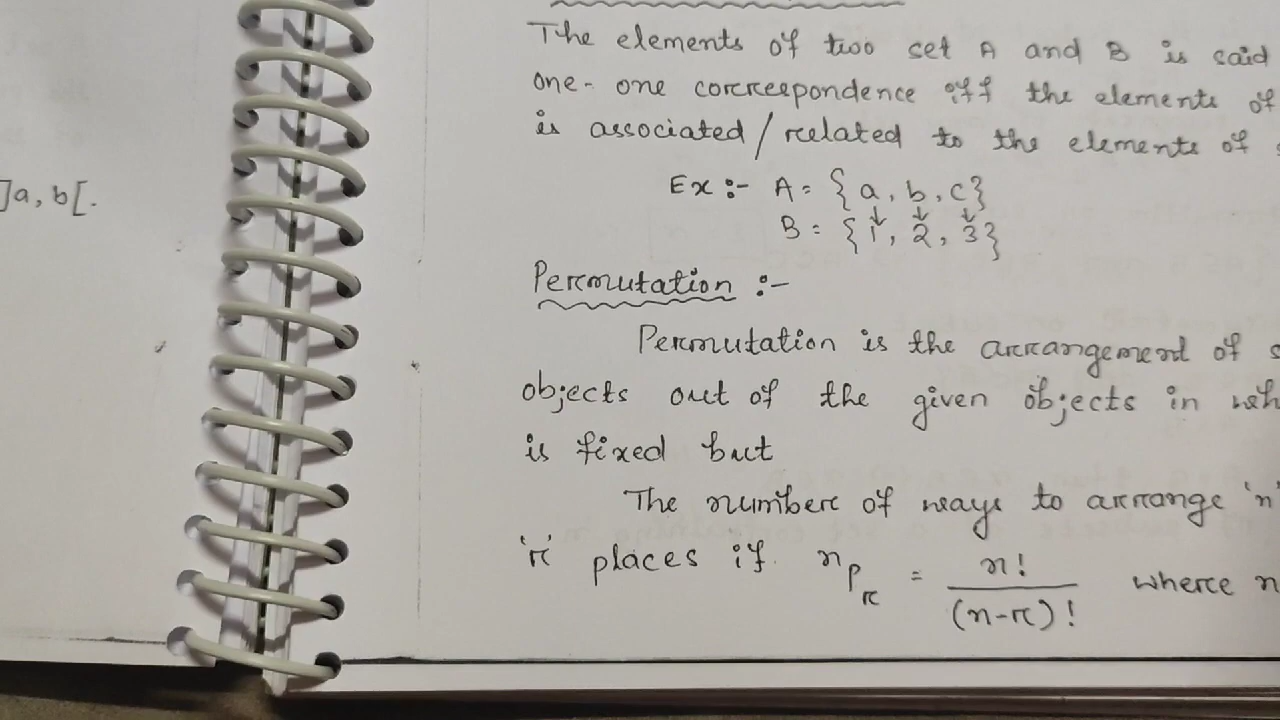 ]a, b[.
The elements of two set A and B is said
one-one correspondence iff the elements of
is associated/related to the elements of
Ex :- A = {a, b, c}
↓ ↓ ↓
B = {1, 2, 3}
Permutation :-
Permutation is the arrangement of
objects out of the given objects in wh
is fixed but
The number of ways to arrange 'n'
'r' places if. nPr = n!/(n-r)! where n